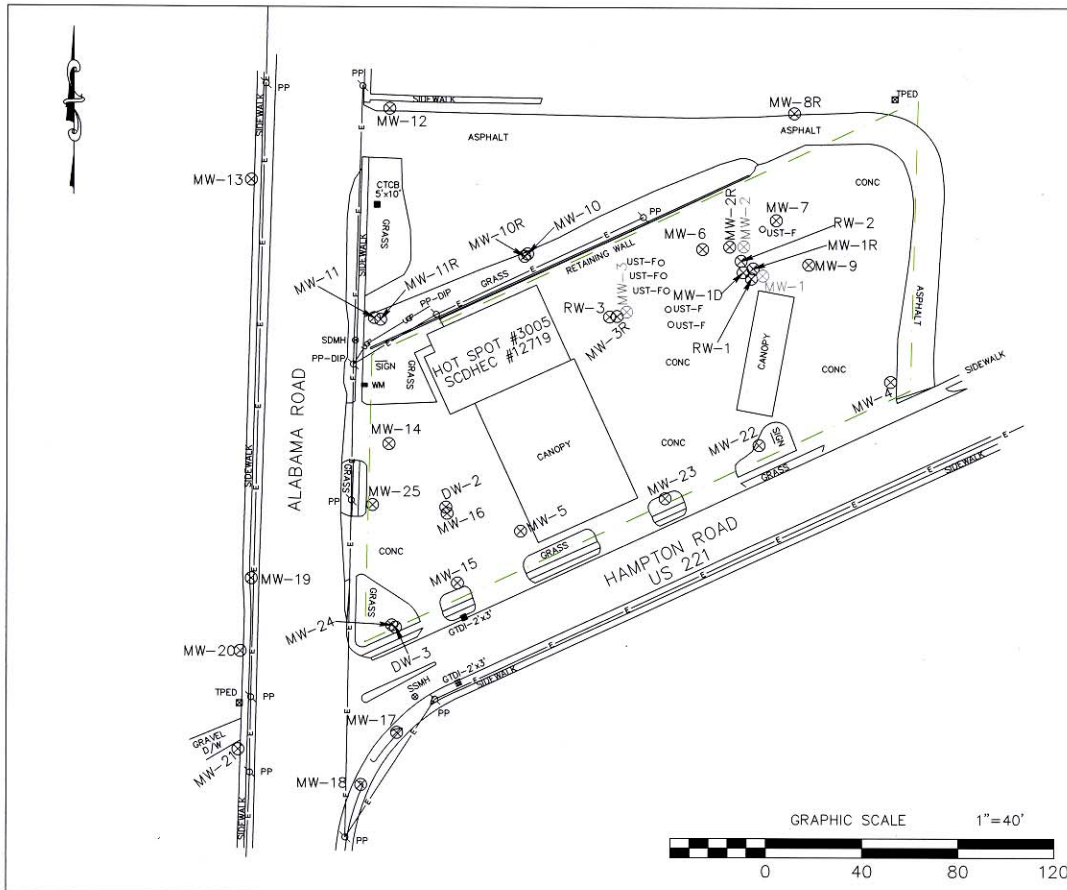 PP
SIDEWALK
PP
SIDEWALK
MW-12
TPED
MW-8R
ASPHALT
ASPHALT
MW-13
CTCB
5'x10'
GRASS
CONC
MW-2R
MW-2
MW-7
RW-2
UST-F
MW-10R
MW-10
PP
MW-6
MW-1R
MW-9
E
SIDEWALK
GRASS
RETAINING WALL
UST-F
UST-F
UST-F
MW-3
MW-1D
MW-1
MW-11
MW-11R
PP-DIP
UGP
RW-3
MW-3R
UST-F
UST-F
RW-1
ASPHALT
SDMH
PP-DIP
SIGN
GRASS
HOT SPOT #3005
SCDHEC #12719
CANOPY
CONC
CONC
SIDEWALK
WM
MW-4
ALABAMA ROAD
MW-14
CANOPY
CONC
MW-22
SIGN
SIDEWALK
GRASS
PP
MW-25
DW-2
MW-16
MW-23
GRASS
SIDEWALK
MW-5
CONC
GRASS
HAMPTON ROAD
US 221
MW-19
MW-15
GRASS
MW-24
GTDI-2'x3'
DW-3
MW-20
GTDI-2'x3'
SIDEWALK
TPED
PP
SSMH
PP
GRAVEL
D/W
MW-21
MW-17
PP
MW-18
SIDEWALK
PP
GRAPHIC SCALE 1"=40'
0 40 80 120